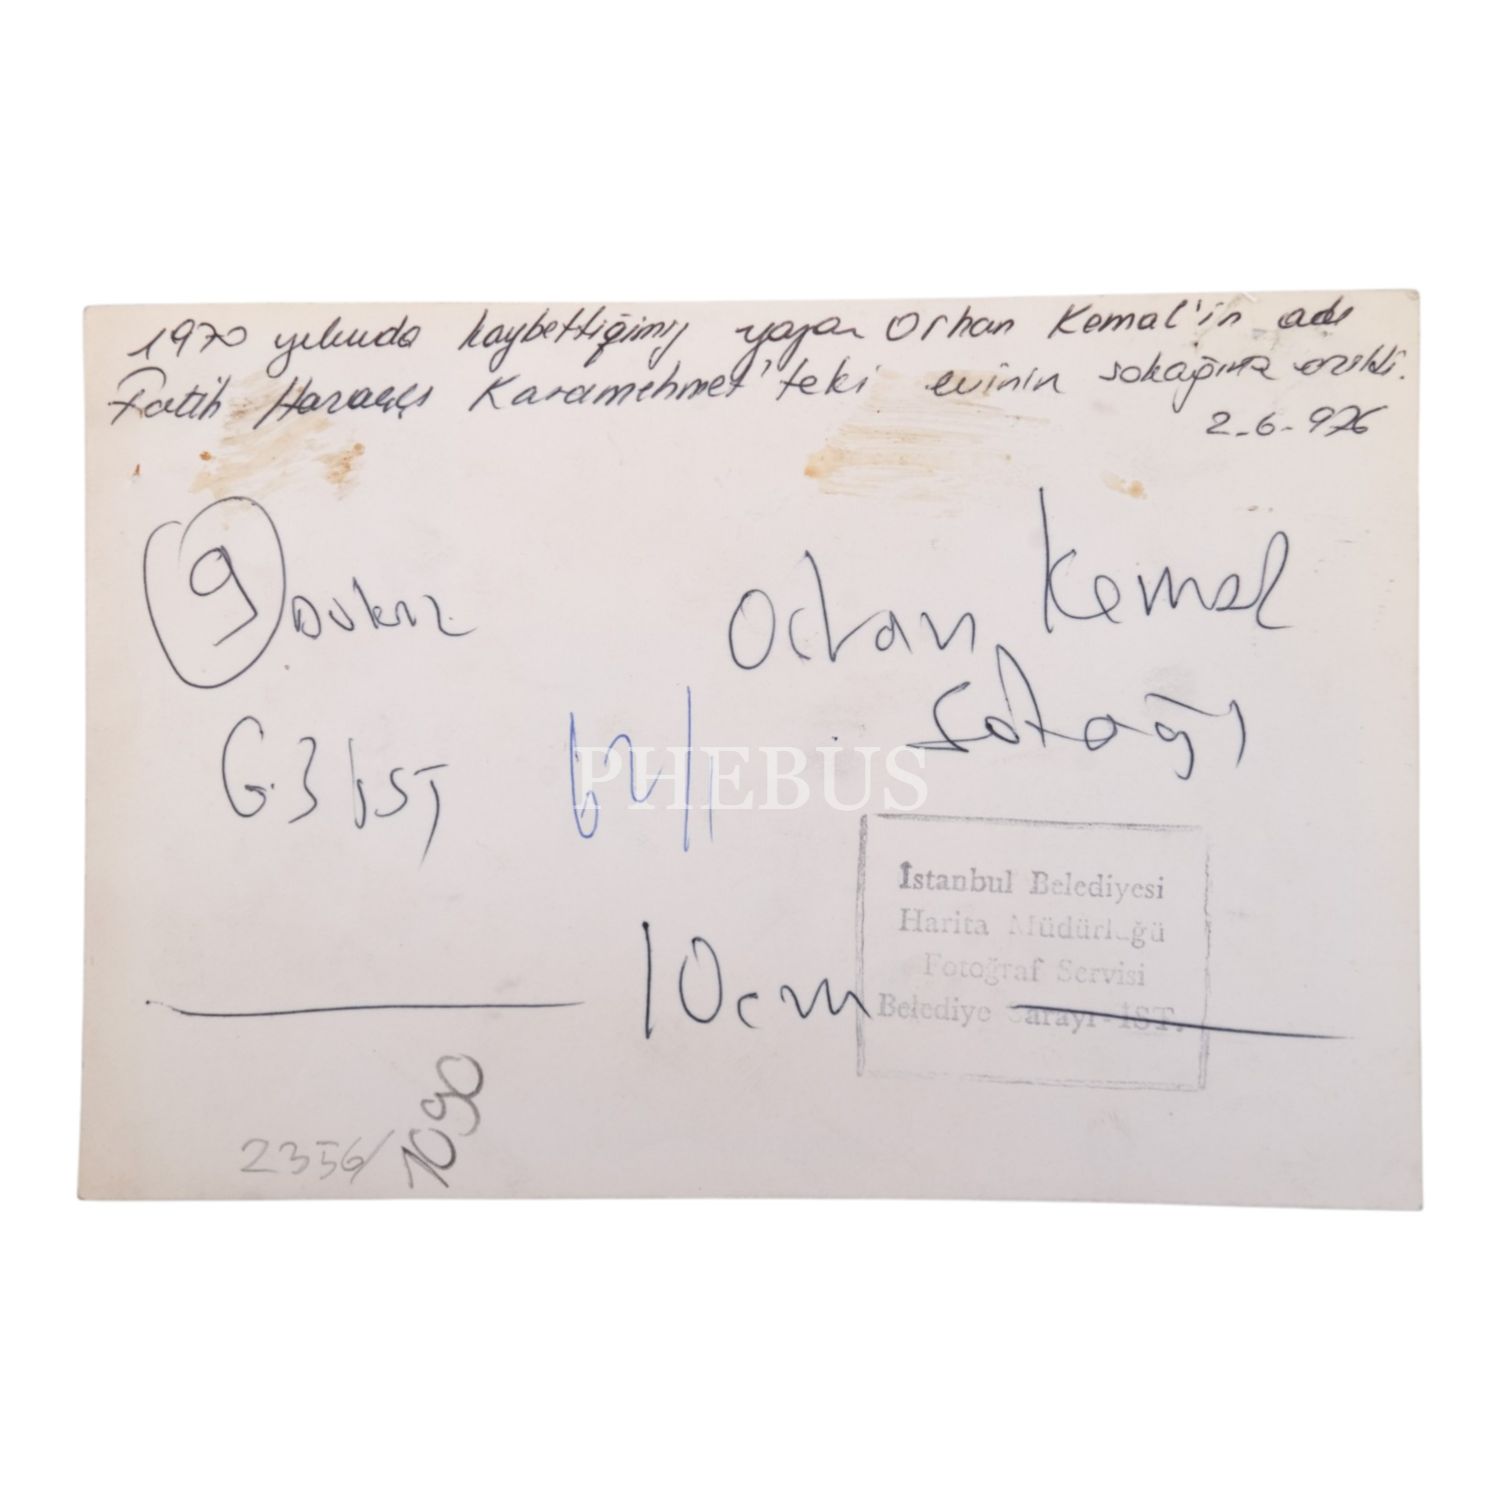 1970 yılında kaybettiğimiz yazar Orhan Kemal'in adı
Fatih Haraççı Karamehmet'teki evinin sokağına verildi.
2-6-976
9
Orhan Kemal
Sokağı
G.3 İST
PHEBUS
İstanbul Belediyesi
Harita Müdürlüğü
Fotoğraf Servisi
Belediye Sarayı-İST.
10cm
2356/1090